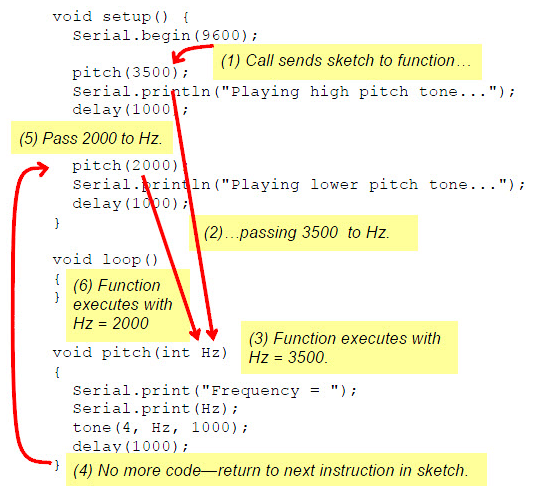 void setup() {
Serial.begin(9600);
(1) Call sends sketch to function…
pitch(3500);
Serial.println("Playing high pitch tone...");
delay(1000);
(5) Pass 2000 to Hz.
pitch(2000);
Serial.println("Playing lower pitch tone...");
delay(1000);
}
(2)…passing 3500 to Hz.
void loop()
{
}
(6) Function
executes with
Hz = 2000
(3) Function executes with
Hz = 3500.
void pitch(int Hz)
{
Serial.print("Frequency = ");
Serial.print(Hz);
tone(4, Hz, 1000);
delay(1000);
}
(4) No more code—return to next instruction in sketch.